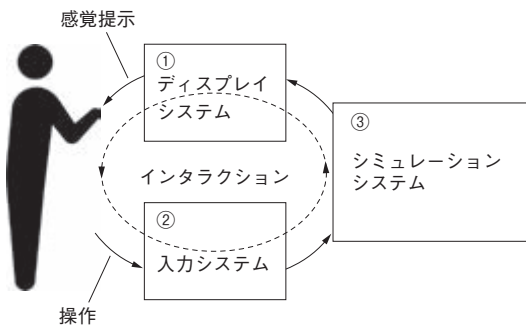 感覚提示
①
ディスプレイ
システム
③
シミュレーション
システム
インタラクション
②
入力システム
操作